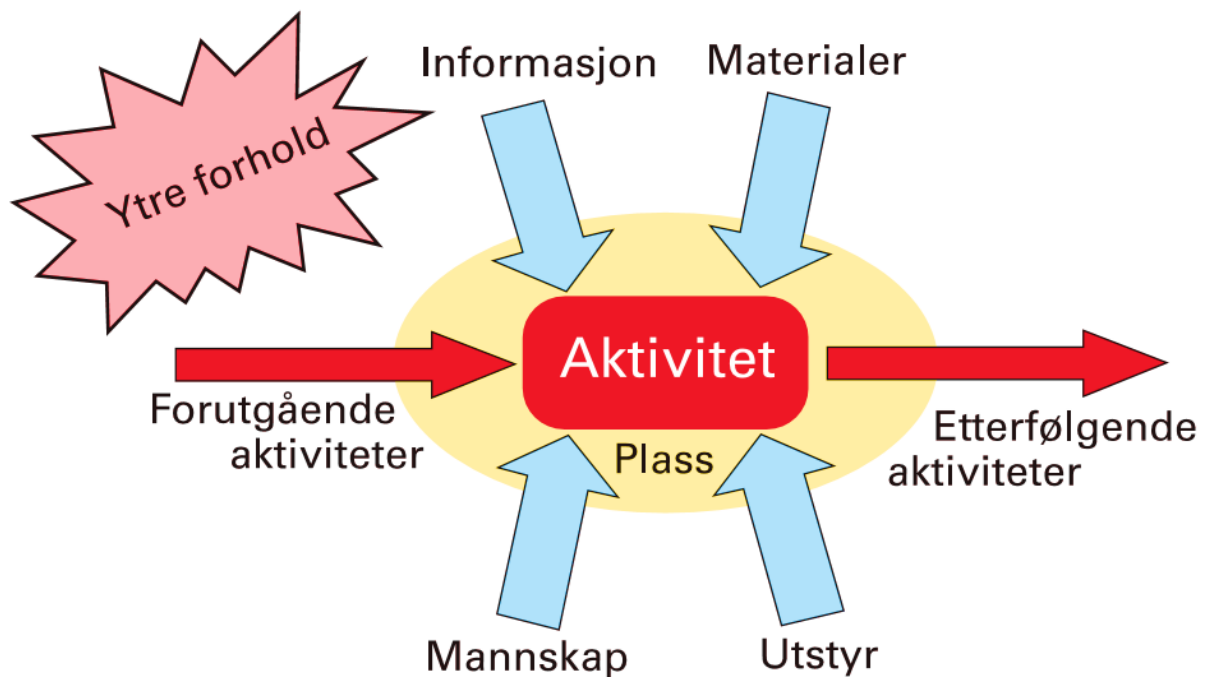 Informasjon
Materialer
Ytre forhold
Aktivitet
Forutgående
aktiviteter
Plass
Etterfølgende
aktiviteter
Mannskap
Utstyr